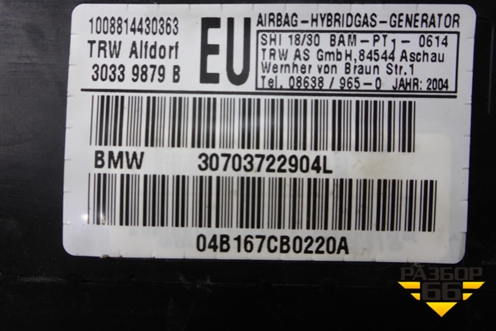 1008814430363
TRW Alfdorf
3033 9879 B
EU
AIRBAG-HYBRIDGAS-GENERATOR
SHI 18/30 BAM-PT1-0614
TRW AS GmbH,84544 Aschau
Wernher von Braun Str.1
Tel. 08638/965-0 JAHR: 2004
BMW 30703722904L
04B167CB0220A
РАЗБОР
66